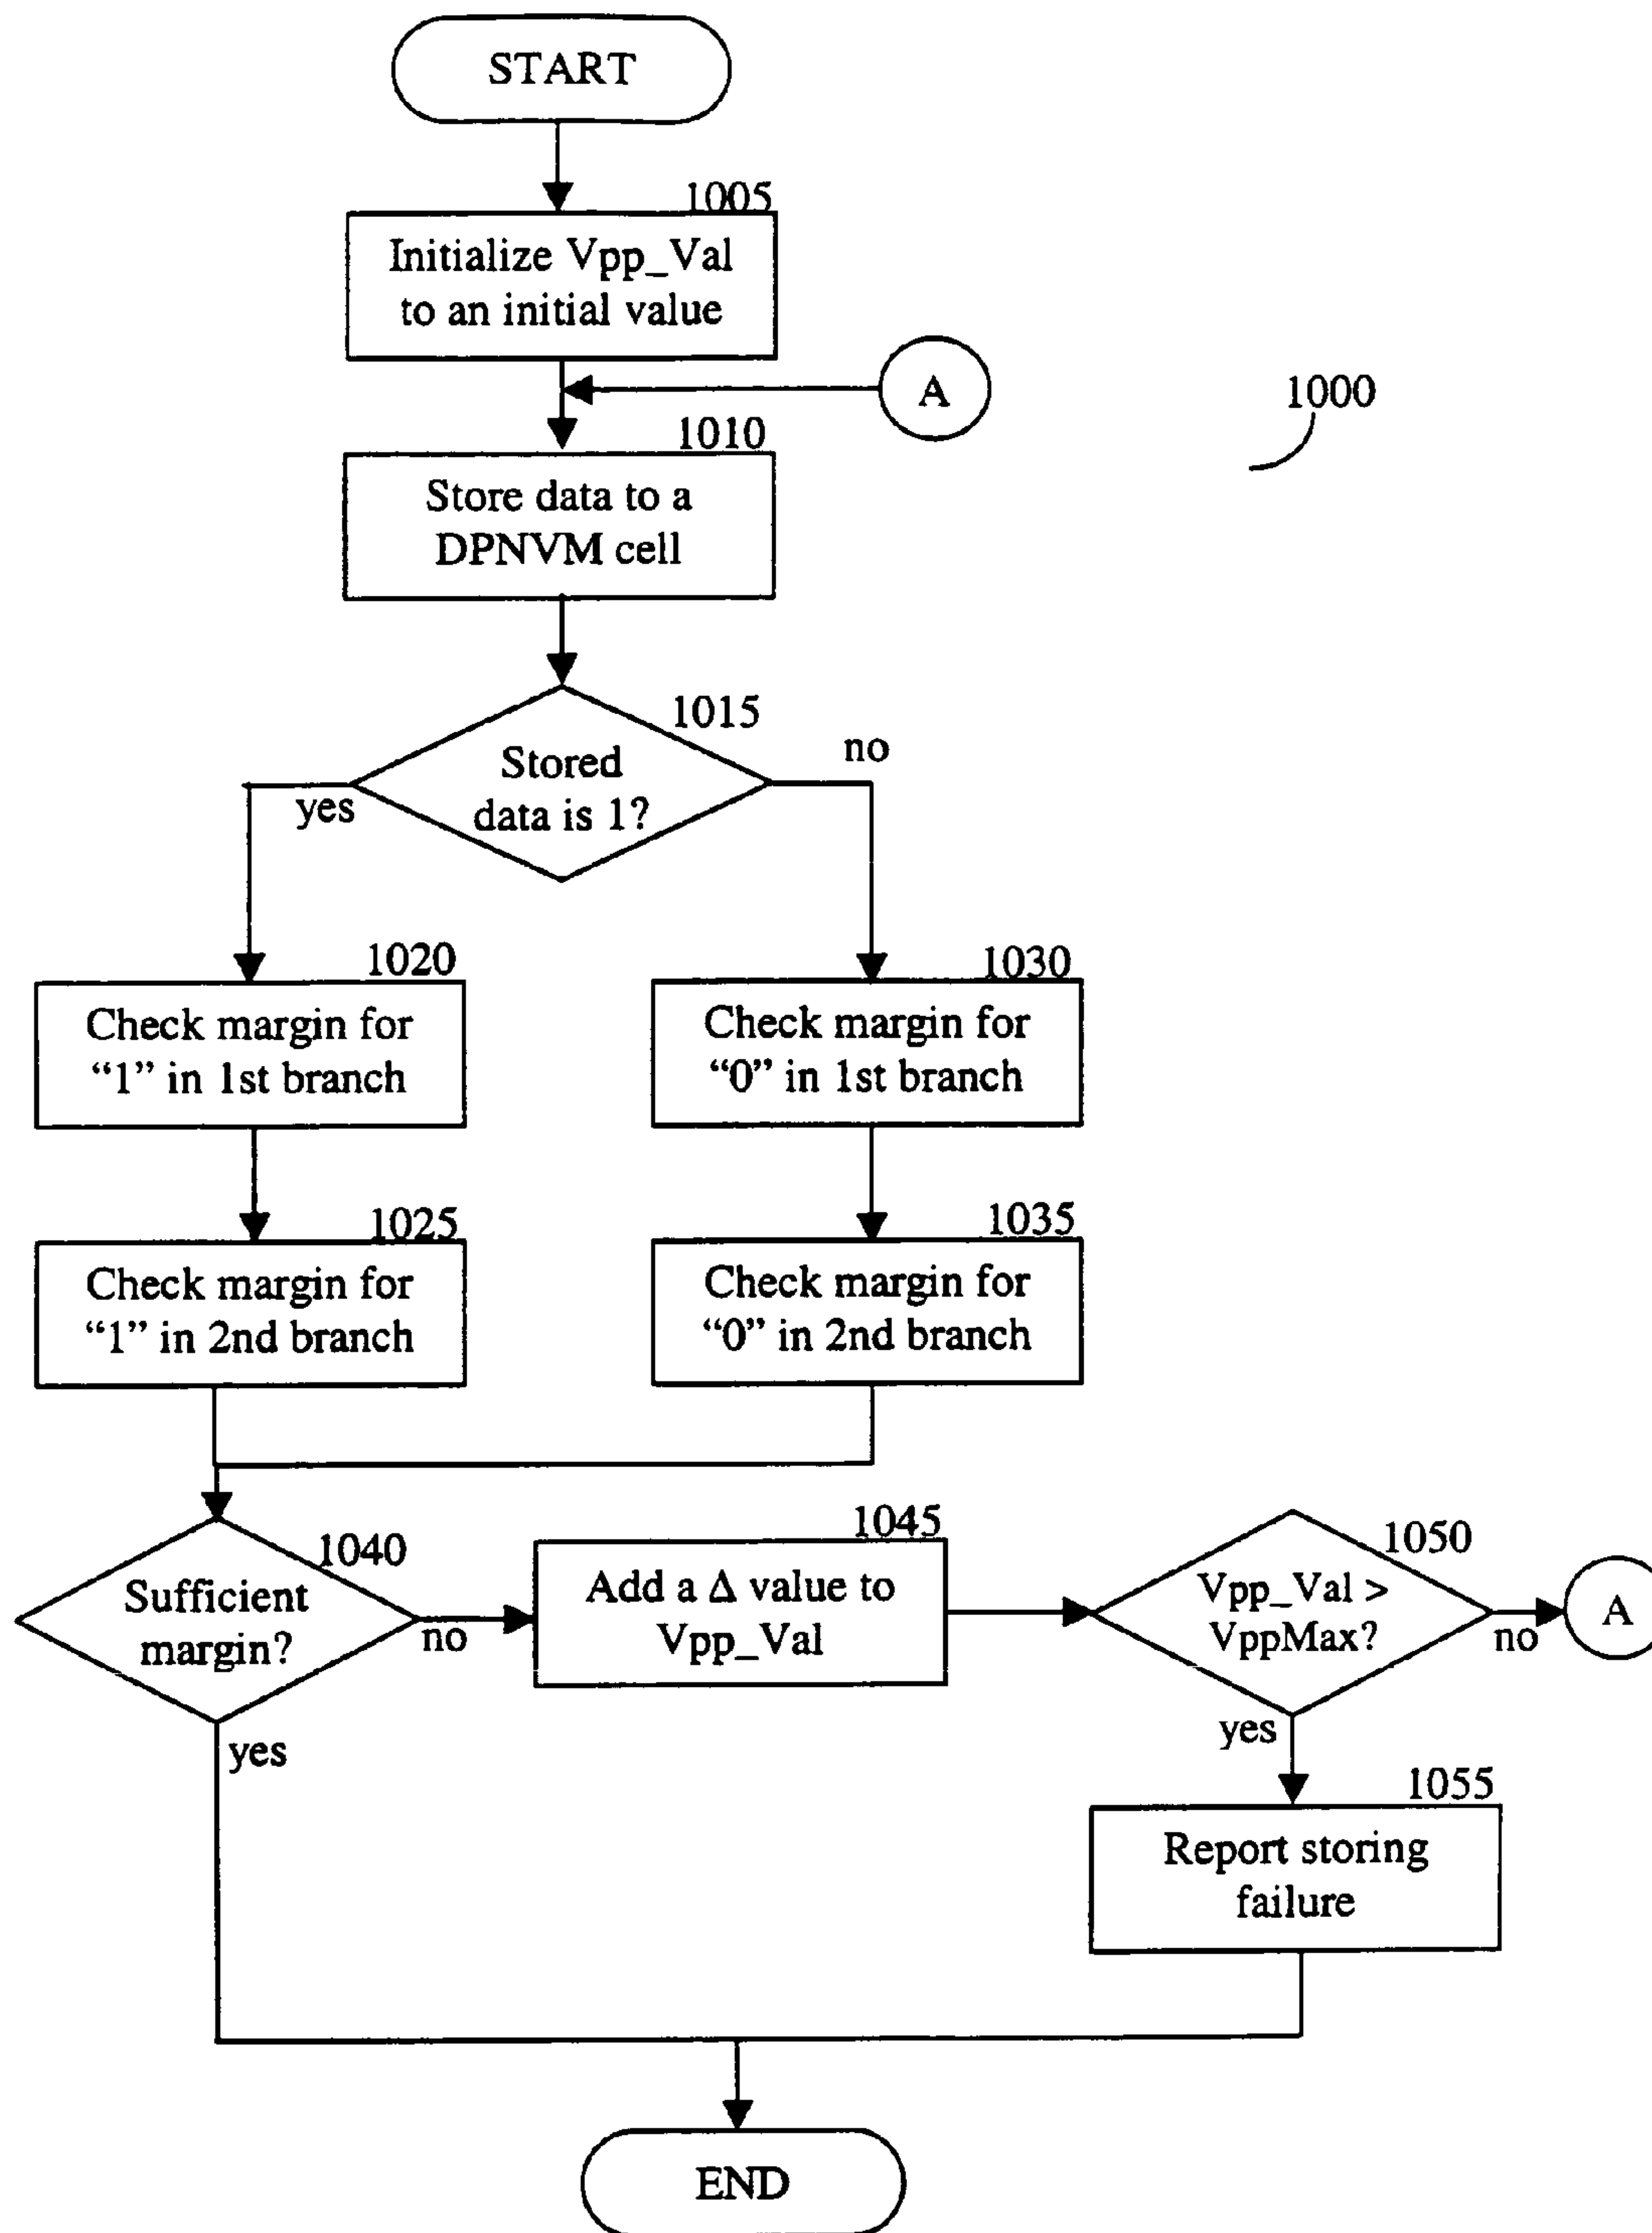 START
1005
Initialize Vpp_Val
to an initial value
A
1000
1010
Store data to a
DPNVM cell
1015
Stored
data is 1?
yes
no
1020
Check margin for
“1” in 1st branch
1030
Check margin for
“0” in 1st branch
1025
Check margin for
“1” in 2nd branch
1035
Check margin for
“0” in 2nd branch
1040
Sufficient
margin?
no
yes
1045
Add a Δ value to
Vpp_Val
1050
Vpp_Val >
VppMax?
no
A
yes
1055
Report storing
failure
END